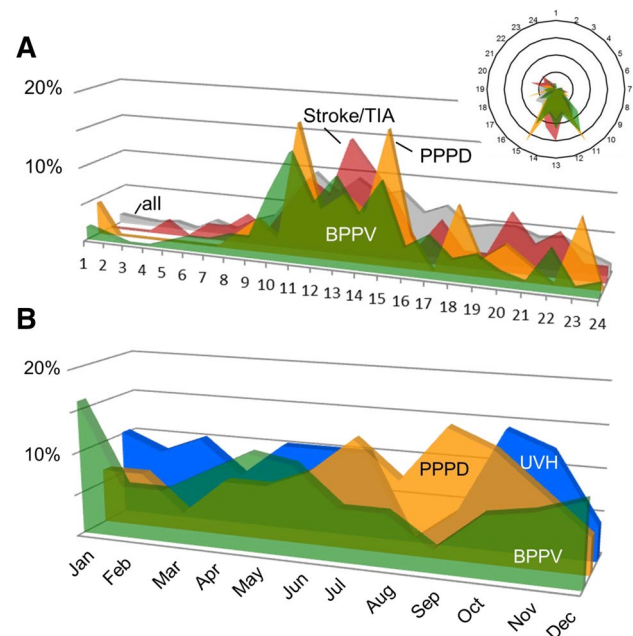 A
20%
10%
all
Stroke/TIA
PPPD
BPPV
1 2 3 4 5 6 7 8 9 10 11 12 13 14 15 16 17 18 19 20 21 22 23 24
1 2 3 4 5 6 7 8 9 10 11 12 13 14 15 16 17 18 19 20 21 22 23 24
B
20%
10%
PPPD
UVH
BPPV
Jan Feb Mar Apr May Jun Jul Aug Sep Oct Nov Dec